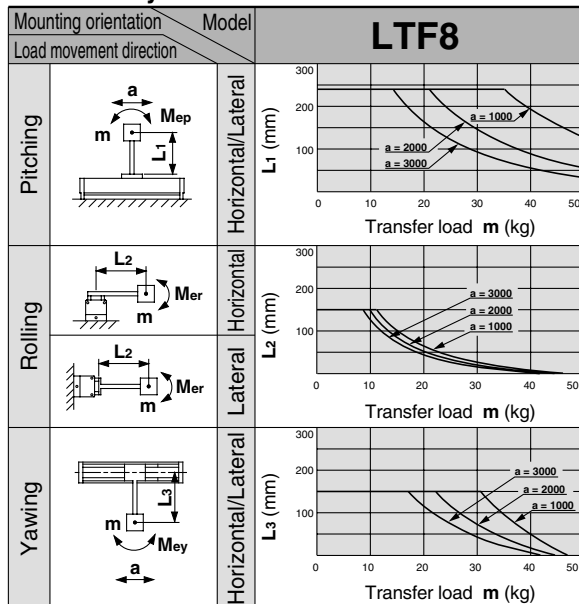 Mounting orientation Model
Load movement direction
LTF8
Pitching
a
Mep
m
L1
Horizontal/Lateral
L1 (mm)
300
200
100
a = 1000
a = 2000
a = 3000
0 10 20 30 40 50
Transfer load m (kg)
Rolling
L2
Mer
m
Horizontal
L2
Mer
m
Lateral
L2 (mm)
300
200
100
a = 3000
a = 2000
a = 1000
0 10 20 30 40 50
Transfer load m (kg)
Yawing
L3
m
Mey
a
Horizontal/Lateral
L3 (mm)
300
200
100
a = 3000
a = 2000
a = 1000
0 10 20 30 40 50
Transfer load m (kg)